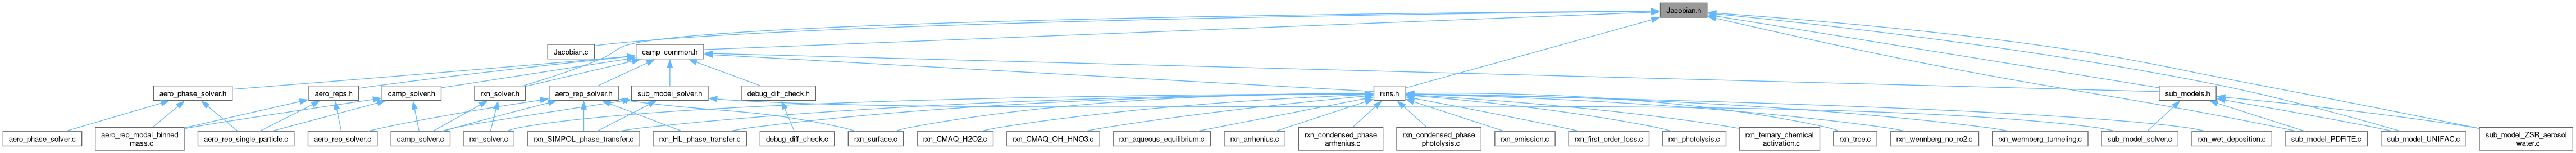 Jacobian.h
Jacobian.c
camp_common.h
aero_phase_solver.h
aero_reps.h
camp_solver.h
rxn_solver.h
aero_rep_solver.h
sub_model_solver.h
debug_diff_check.h
rxns.h
sub_models.h
aero_phase_solver.c
aero_rep_modal_binned
_mass.c
aero_rep_single_particle.c
aero_rep_solver.c
camp_solver.c
rxn_solver.c
rxn_SIMPOL_phase_transfer.c
rxn_HL_phase_transfer.c
debug_diff_check.c
rxn_surface.c
rxn_CMAQ_H2O2.c
rxn_CMAQ_OH_HNO3.c
rxn_aqueous_equilibrium.c
rxn_arrhenius.c
rxn_condensed_phase
_arrhenius.c
rxn_condensed_phase
_photolysis.c
rxn_emission.c
rxn_first_order_loss.c
rxn_photolysis.c
rxn_ternary_chemical
_activation.c
rxn_troe.c
rxn_wennberg_no_ro2.c
rxn_wennberg_tunneling.c
sub_model_solver.c
rxn_wet_deposition.c
sub_model_PDFiTE.c
sub_model_UNIFAC.c
sub_model_ZSR_aerosol
_water.c